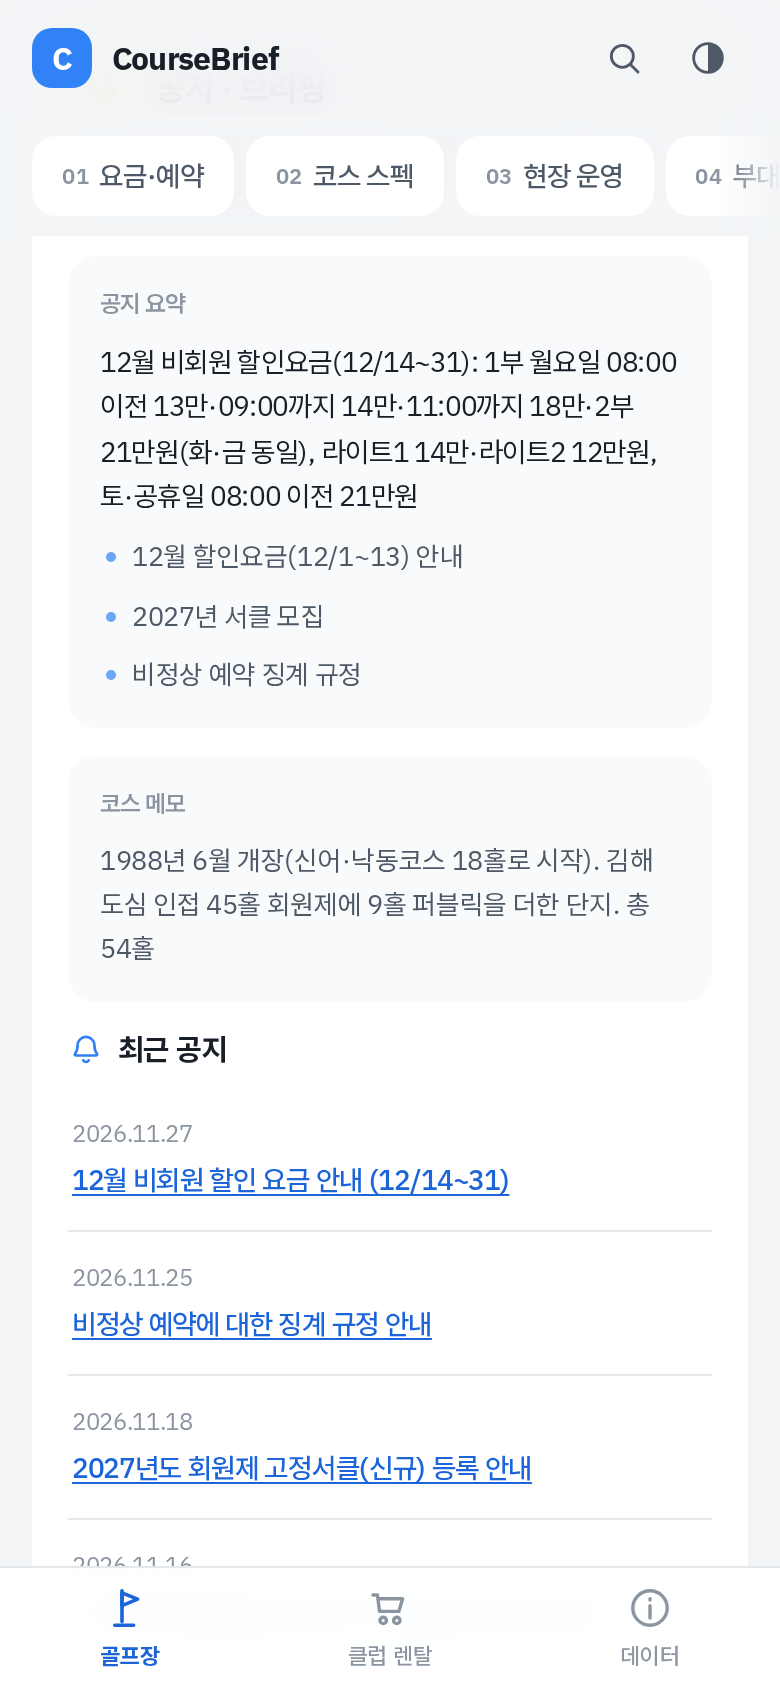 C CourseBrief
공지 · 브리핑
01 요금·예약 02 코스 스펙 03 현장 운영 04 부대
공지 요약
12월 비회원 할인요금(12/14~31): 1부 월요일 08:00
이전 13만·09:00까지 14만·11:00까지 18만·2부
21만원(화·금 동일), 라이트1 14만·라이트2 12만원,
토·공휴일 08:00 이전 21만원
12월 할인요금(12/1~13) 안내
2027년 서클 모집
비정상 예약 징계 규정
코스 메모
1988년 6월 개장(신어·낙동코스 18홀로 시작). 김해
도심 인접 45홀 회원제에 9홀 퍼블릭을 더한 단지. 총
54홀
최근 공지
2026.11.27
12월 비회원 할인 요금 안내 (12/14~31)
2026.11.25
비정상 예약에 대한 징계 규정 안내
2026.11.18
2027년도 회원제 고정서클(신규) 등록 안내
2026.11.16
골프장 클럽 렌탈 데이터